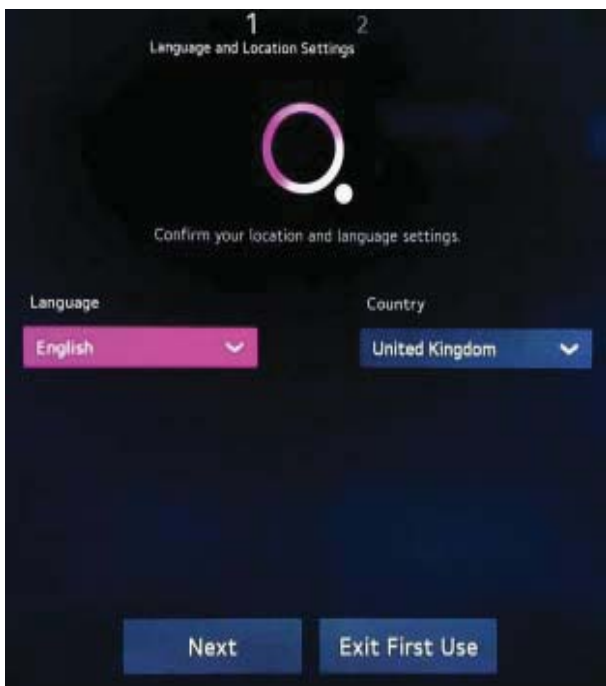 1 2
Language and Location Settings
Confirm your location and language settings.
Language Country
English United Kingdom
Next Exit First Use